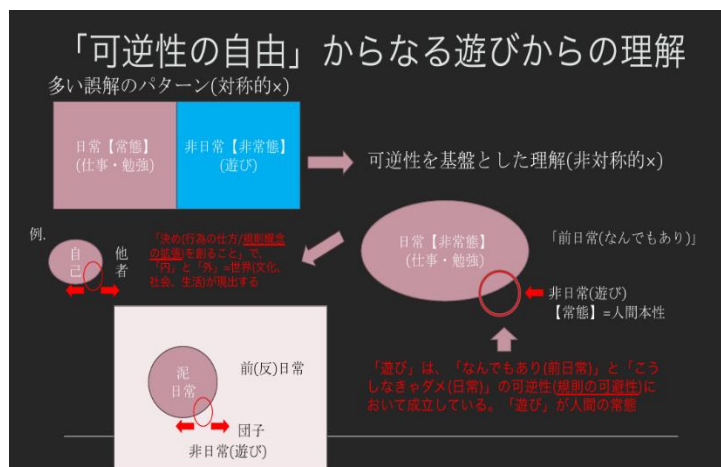 「可逆性の自由」からなる遊びからの理解
多い誤解のパターン(対称的×)
日常【常態】
(仕事・勉強)
非日常【非常態】
(遊び)
可逆性を基盤とした理解(非対称的×)
例.
自
己
他
者
「決め(行為の仕方/規則概念
の拡張)を創ること」で、
「内」と「外」=世界(文化、
社会、生活)が現出する
日常【非常態】
(仕事・勉強)
「前日常(なんでもあり)」
非日常(遊び)
【常態】=人間本性
泥
日常
前(反)日常
団子
非日常(遊び)
「遊び」は、「なんでもあり(前日常)」と「こう
しなきゃダメ(日常)」の可逆性(規則の可避性)に
おいて成立している。「遊び」が人間の常態